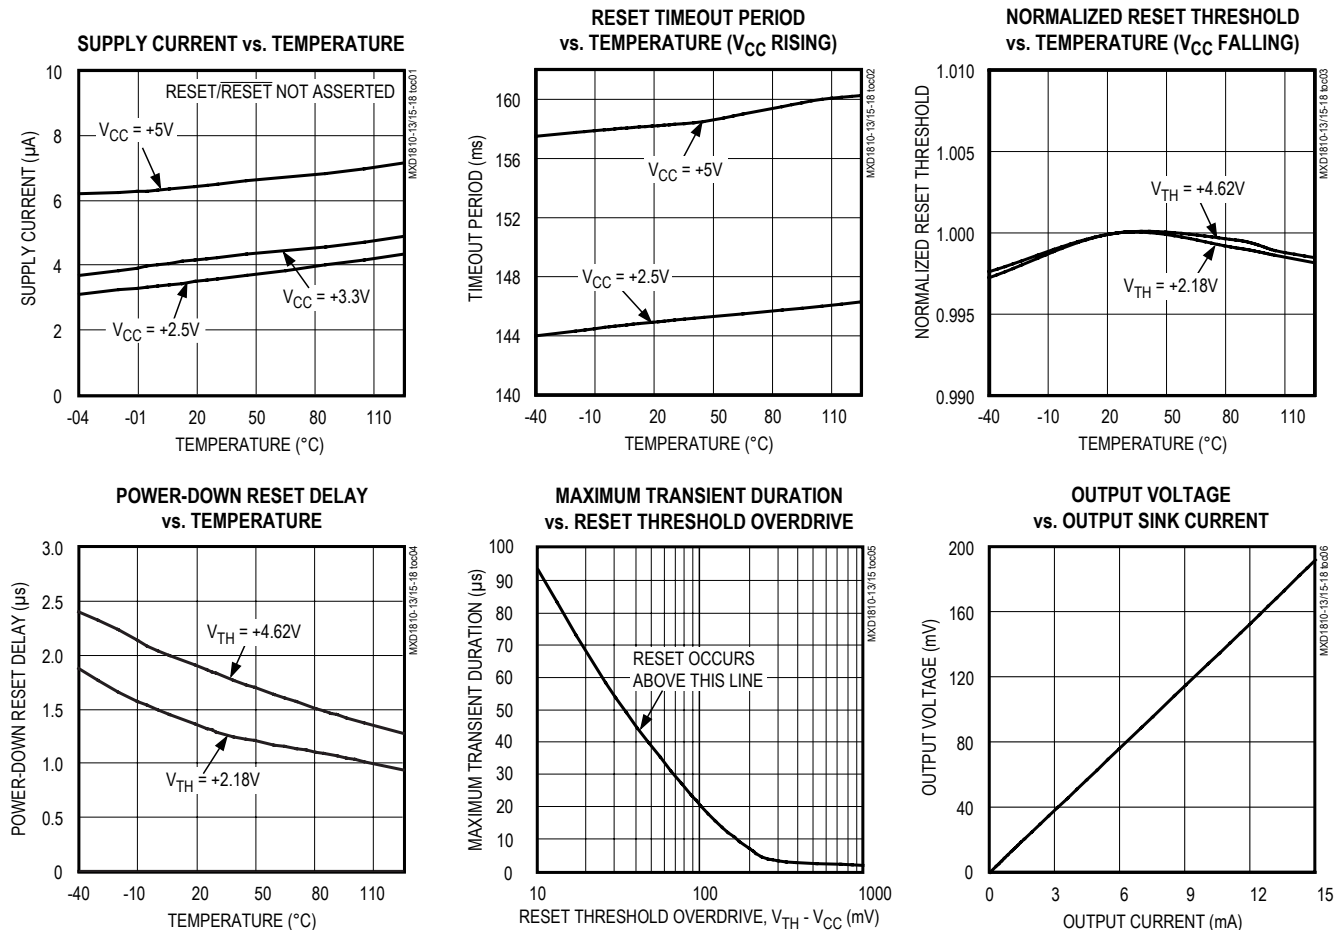 SUPPLY CURRENT vs. TEMPERATURE
10
8
6
4
2
0
SUPPLY CURRENT (µA)
RESET/RESET NOT ASSERTED
VCC = +5V
VCC = +3.3V
VCC = +2.5V
-04
-01
20
50
80
110
TEMPERATURE (°C)
MXD1810-13/15-18 toc01
RESET TIMEOUT PERIOD
vs. TEMPERATURE (VCC RISING)
160
156
152
148
144
140
TIMEOUT PERIOD (ms)
VCC = +5V
VCC = +2.5V
-40
-10
20
50
80
110
TEMPERATURE (°C)
MXD1810-13/15-18 toc02
NORMALIZED RESET THRESHOLD
vs. TEMPERATURE (VCC FALLING)
1.010
1.005
1.000
0.995
0.990
NORMALIZED RESET THRESHOLD
VTH = +4.62V
VTH = +2.18V
-40
-10
20
50
80
110
TEMPERATURE (°C)
MXD1810-13/15-18 toc03
POWER-DOWN RESET DELAY
vs. TEMPERATURE
3.0
2.5
2.0
1.5
1.0
0.5
0
POWER-DOWN RESET DELAY (µs)
VTH = +4.62V
VTH = +2.18V
-40
-10
20
50
80
110
TEMPERATURE (°C)
MXD1810-13/15-18 toc04
MAXIMUM TRANSIENT DURATION
vs. RESET THRESHOLD OVERDRIVE
100
90
80
70
60
50
40
30
20
10
0
MAXIMUM TRANSIENT DURATION (µs)
RESET OCCURS
ABOVE THIS LINE
10
100
1000
RESET THRESHOLD OVERDRIVE, VTH - VCC (mV)
MXD1810-13/15 toc05
OUTPUT VOLTAGE
vs. OUTPUT SINK CURRENT
200
160
120
80
40
0
OUTPUT VOLTAGE (mV)
0
3
6
9
12
15
OUTPUT CURRENT (mA)
MXD1810-13/15-18 toc06